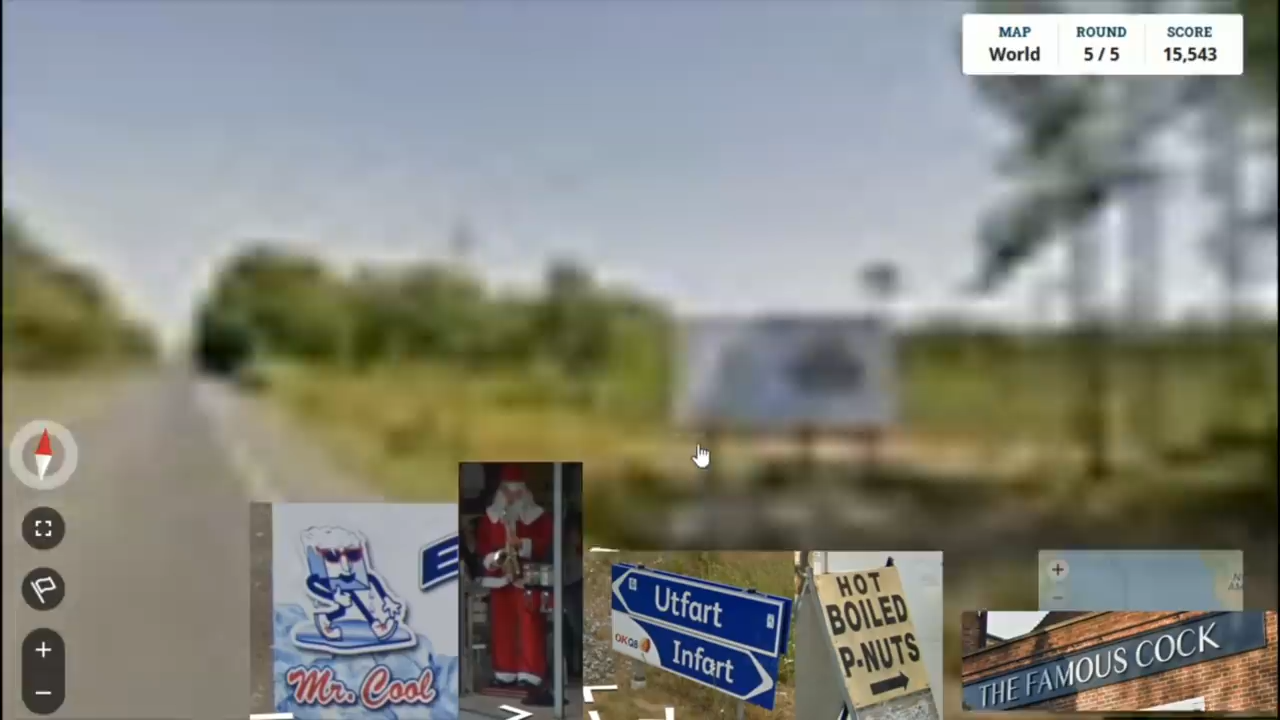 MAP ROUND SCORE
World 5 / 5 15,543
Mr. Cool
Utfart
OKQ8
Infart
HOT
BOILED
P-NUTS
THE FAMOUS COCK